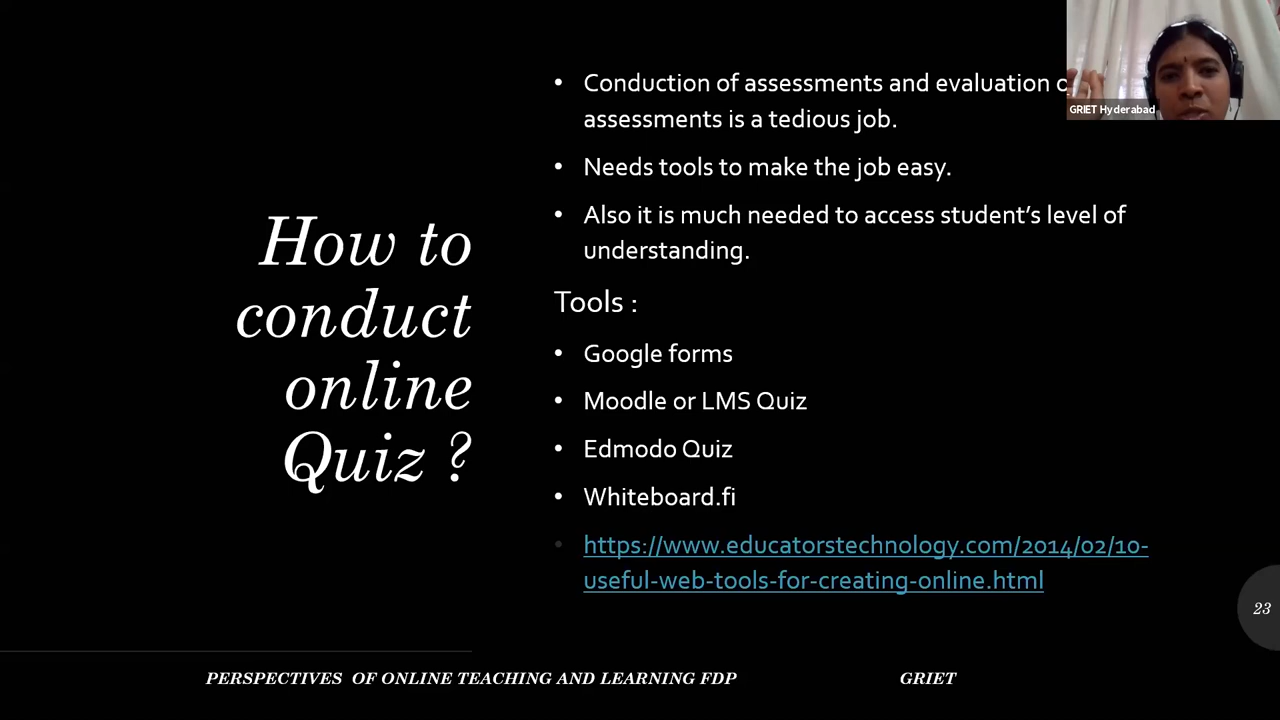 How to
conduct
online
Quiz ?
• Conduction of assessments and evaluation
assessments is a tedious job.
• Needs tools to make the job easy.
• Also it is much needed to access student's level of
understanding.
Tools :
• Google forms
• Moodle or LMS Quiz
• Edmodo Quiz
• Whiteboard.fi
• https://www.educatorstechnology.com/2014/02/10-
useful-web-tools-for-creating-online.html
GRIET Hyderabad
23
PERSPECTIVES OF ONLINE TEACHING AND LEARNING FDP
GRIET